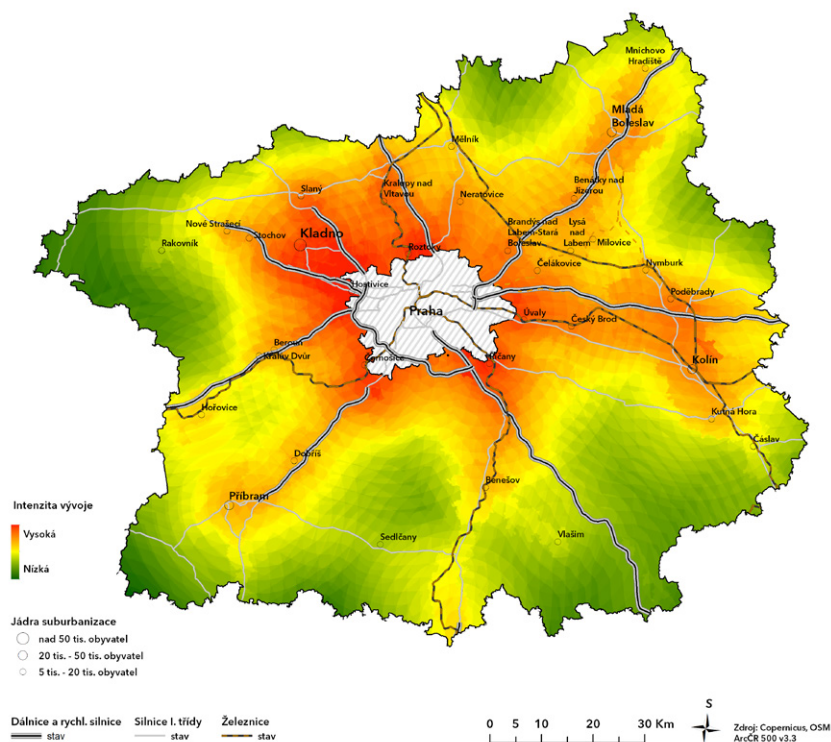 Mnichovo
Hradiště
Mladá
Boleslav
Mělník
Benátky nad
Jizerou
Kralupy nad
Vltavou
Slaný
Neratovice
Nové Strašecí
Stochov
Kladno
Rakovník
Roztoky
Brandýs nad
Labem-Stará
Boleslav
Lysá
nad
Labem
Milovice
Čelákovice
Nymburk
Hostivice
Poděbrady
Praha
Úvaly
Český Brod
Beroun
Králův Dvůr
Černošice
Říčany
Kolín
Hořovice
Kutná Hora
Čáslav
Dobříš
Příbram
Benešov
Sedlčany
Vlašim
Intenzita vývoje
Vysoká
Nízká
Jádra suburbanizace
nad 50 tis. obyvatel
20 tis. - 50 tis. obyvatel
5 tis. - 20 tis. obyvatel
Dálnice a rychl. silnice
stav
Silnice I. třídy
stav
Železnice
stav
0 5 10 20 30 Km
S
Zdroj: Copernicus, OSM
ArcČR 500 v3.3